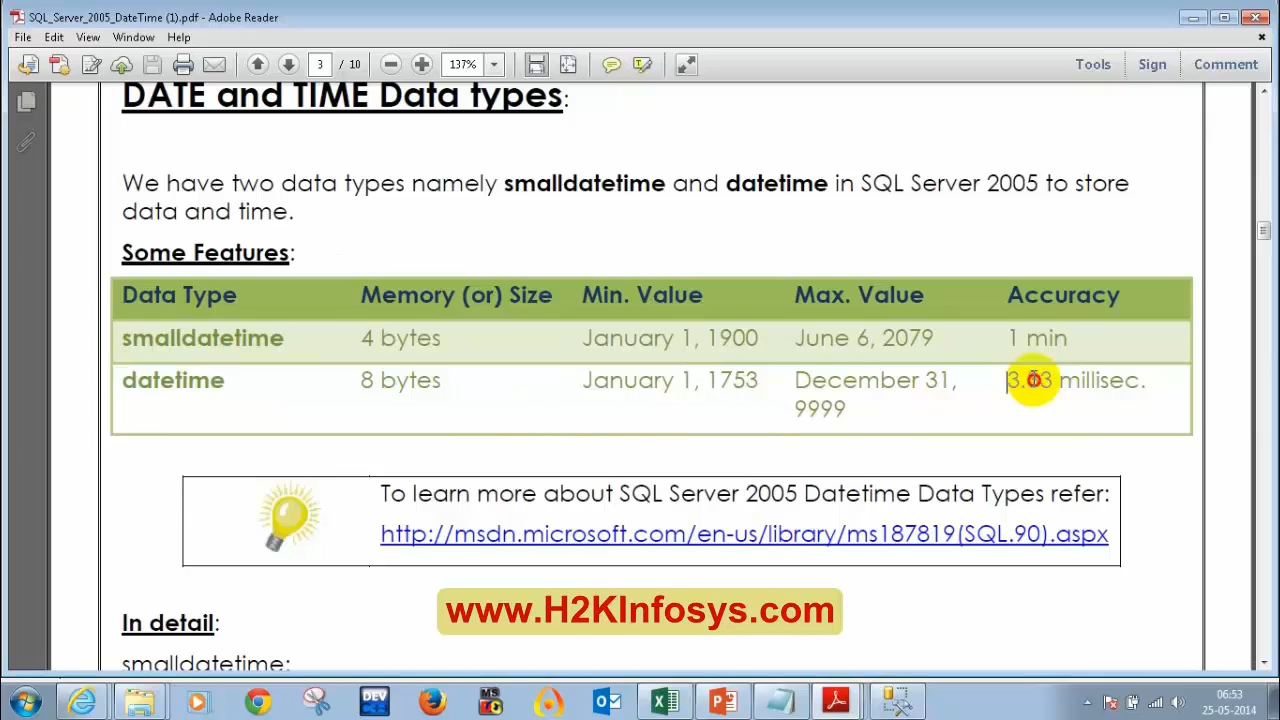 SQL_Server_2005_DateTime (1).pdf - Adobe Reader
File Edit View Window Help
3 / 10 137% Tools Sign Comment
DATE and TIME Data types:
We have two data types namely smalldatetime and datetime in SQL Server 2005 to store
data and time.
Some Features:
Data Type Memory (or) Size Min. Value Max. Value Accuracy
smalldatetime 4 bytes January 1, 1900 June 6, 2079 1 min
datetime 8 bytes January 1, 1753 December 31, millisec.
9999
To learn more about SQL Server 2005 Datetime Data Types refer:
http://msdn.microsoft.com/en-us/library/ms187819(SQL.90).aspx
www.H2KInfosys.com
In detail:
smalldatetime:
DEV
MS
06:53
25-05-2014